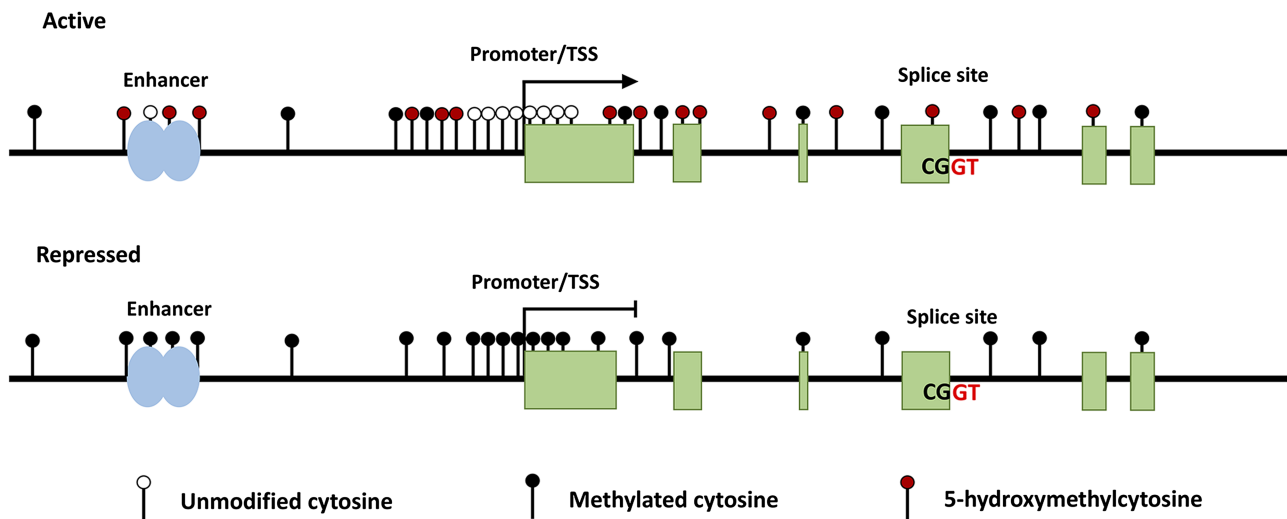 Active
Enhancer
Promoter/TSS
Splice site
CGGT
Repressed
Enhancer
Promoter/TSS
Splice site
CGGT
Unmodified cytosine
Methylated cytosine
5-hydroxymethylcytosine